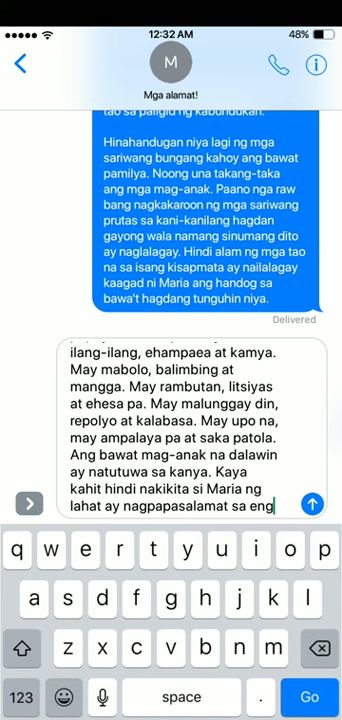 12:32 AM
48%
M
Mga alamat!
tao sa paligid ng kabundukan.
Hinahandugan niya lagi ng mga
sariwang bungang kahoy ang bawat
pamilya. Noong una takang-taka
ang mga mag-anak. Paano nga raw
bang nagkakaroon ng mga sariwang
prutas sa kani-kanilang hagdan
gayong wala namang sinumang dito
ay naglalagay. Hindi alam ng mga tao
na sa isang kisapmata ay nailalagay
kaagad ni Maria ang handog sa
bawa't hagdang tunguhin niya.
Delivered
ilang-ilang, ehampaea at kamya.
May mabolo, balimbing at
mangga. May rambutan, litsiyas
at ehesa pa. May malunggay din,
repolyo at kalabasa. May upo na,
may ampalaya pa at saka patola.
Ang bawat mag-anak na dalawin
ay natutuwa sa kanya. Kaya
kahit hindi nakikita si Maria ng
lahat ay nagpapasalamat sa eng
q w e r t y u i o p
a s d f g h j k l
z x c v b n m
123 space . Go